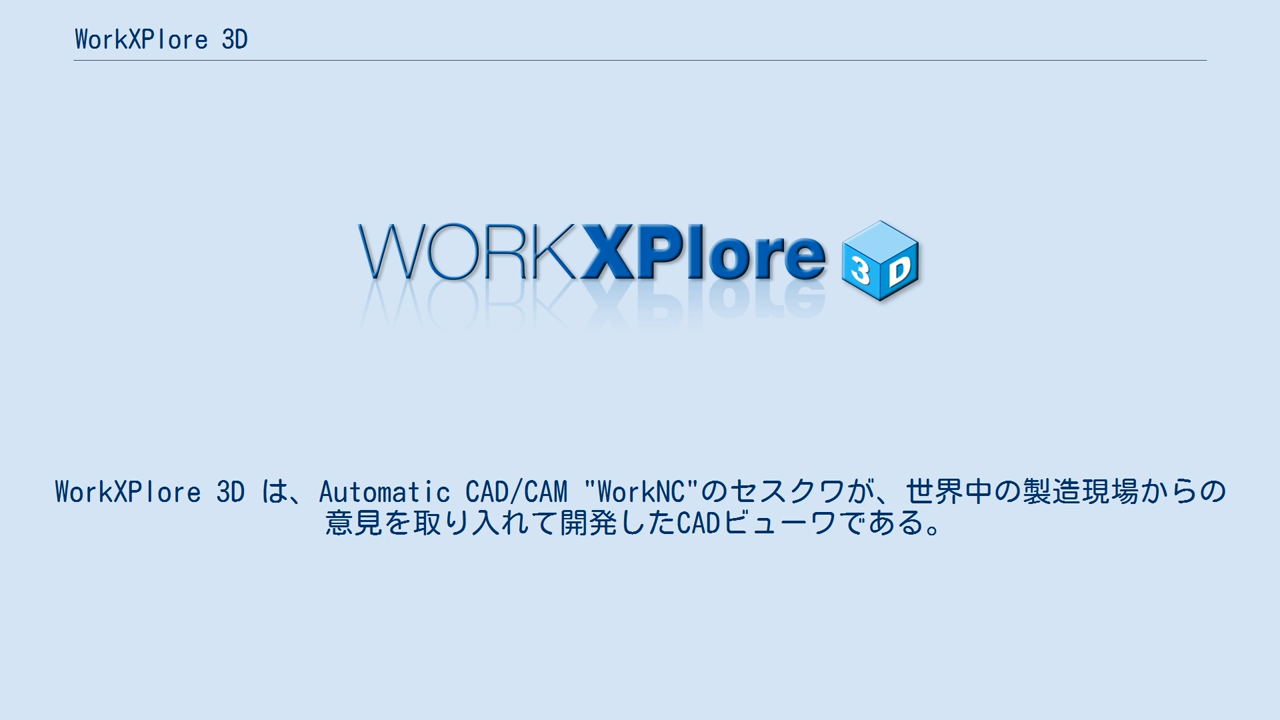 WorkXPlore 3D
WORKXPlore 3D
WorkXPlore 3D は、Automatic CAD/CAM "WorkNC"のセスクワが、世界中の製造現場からの
意見を取り入れて開発したCADビューワである。